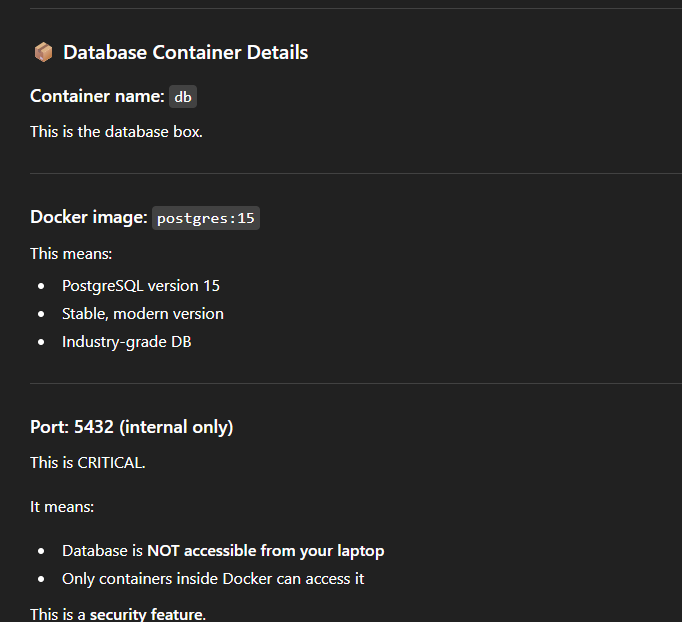 📦 Database Container Details
Container name: db
This is the database box.
Docker image: postgres:15
This means:
• PostgreSQL version 15
• Stable, modern version
• Industry-grade DB
Port: 5432 (internal only)
This is CRITICAL.
It means:
• Database is NOT accessible from your laptop
• Only containers inside Docker can access it
This is a security feature.